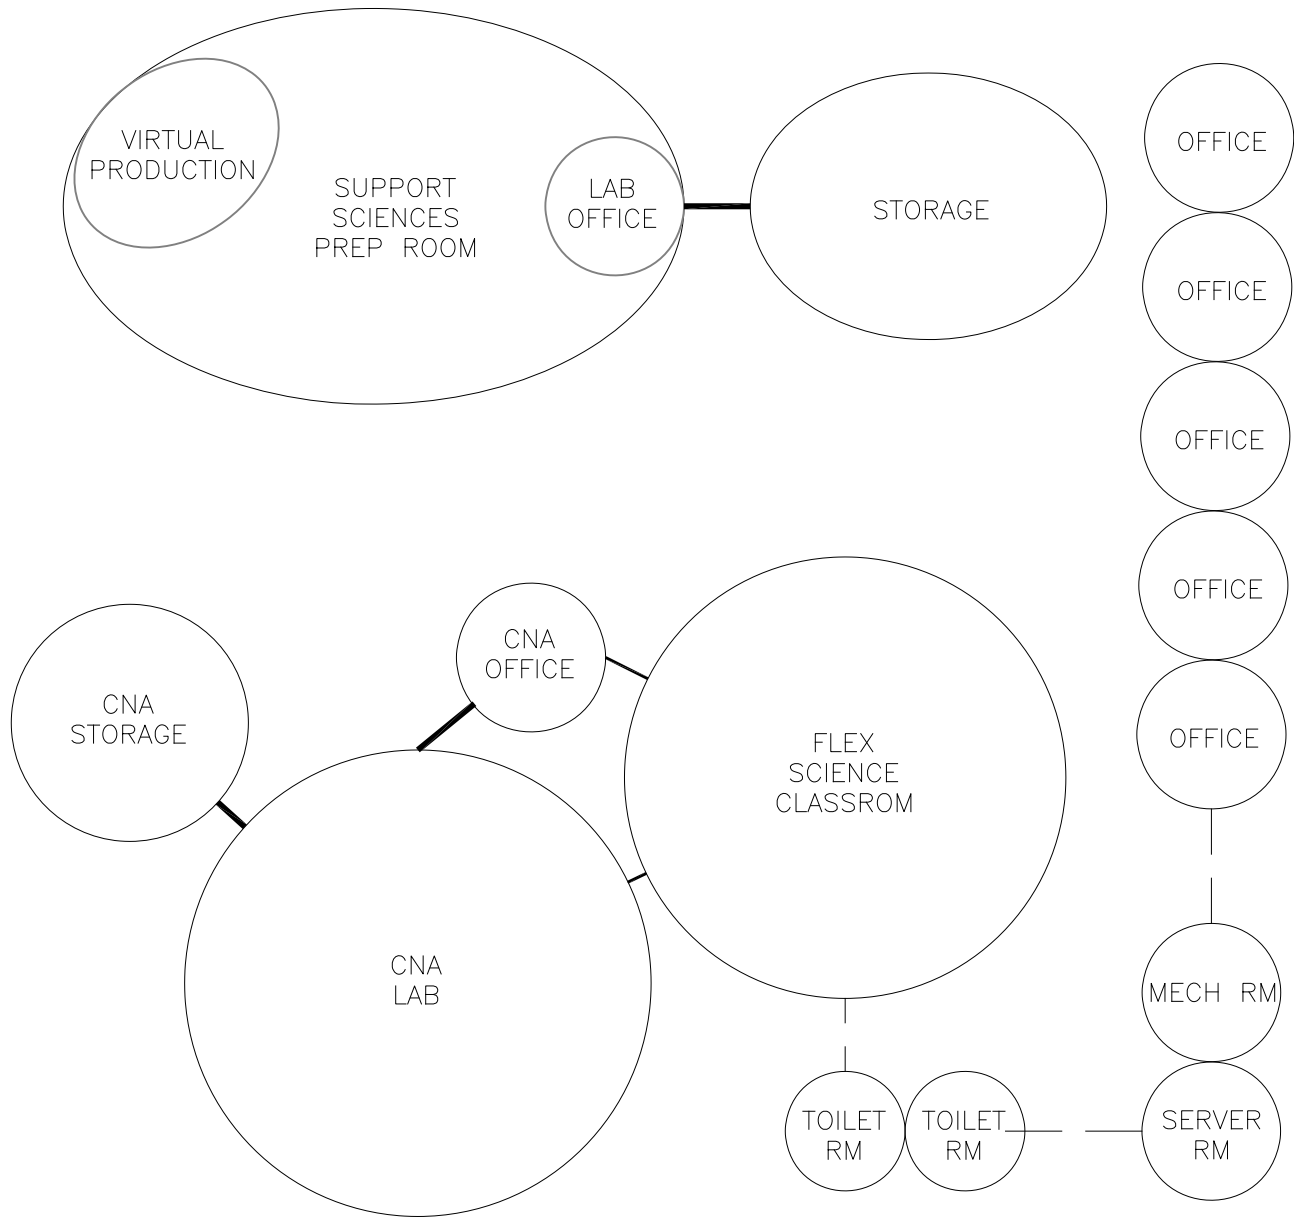 VIRTUAL
PRODUCTION
SUPPORT
SCIENCES
PREP ROOM
LAB
OFFICE
STORAGE
OFFICE
OFFICE
OFFICE
OFFICE
OFFICE
CNA
STORAGE
CNA
OFFICE
FLEX
SCIENCE
CLASSROM
CNA
LAB
MECH RM
TOILET
RM
TOILET
RM
SERVER
RM